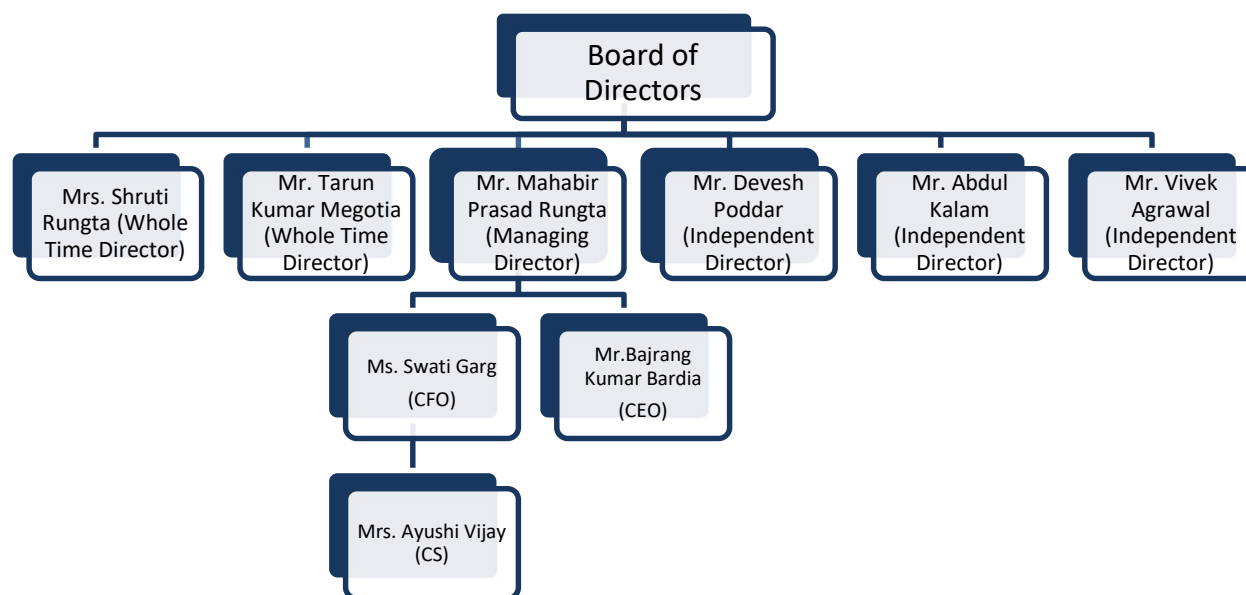 Board of
Directors
Mrs. Shruti
Rungta (Whole
Time Director)
Mr. Tarun
Kumar Megotia
(Whole Time
Director)
Mr. Mahabir
Prasad Rungta
(Managing
Director)
Mr. Devesh
Poddar
(Independent
Director)
Mr. Abdul
Kalam
(Independent
Director)
Mr. Vivek
Agrawal
(Independent
Director)
Ms. Swati Garg
(CFO)
Mr.Bajrang
Kumar Bardia
(CEO)
Mrs. Ayushi Vijay
(CS)